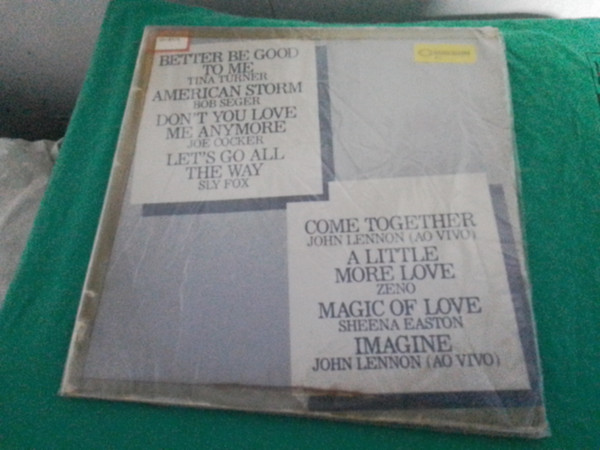 BETTER BE GOOD
TO ME
TINA TURNER
AMERICAN STORM
BOB SEGER
DON'T YOU LOVE
ME ANYMORE
JOE COCKER
LET'S GO ALL
THE WAY
SLY FOX
COME TOGETHER
JOHN LENNON (AO VIVO)
A LITTLE
MORE LOVE
ZENO
MAGIC OF LOVE
SHEENA EASTON
IMAGINE
JOHN LENNON (AO VIVO)